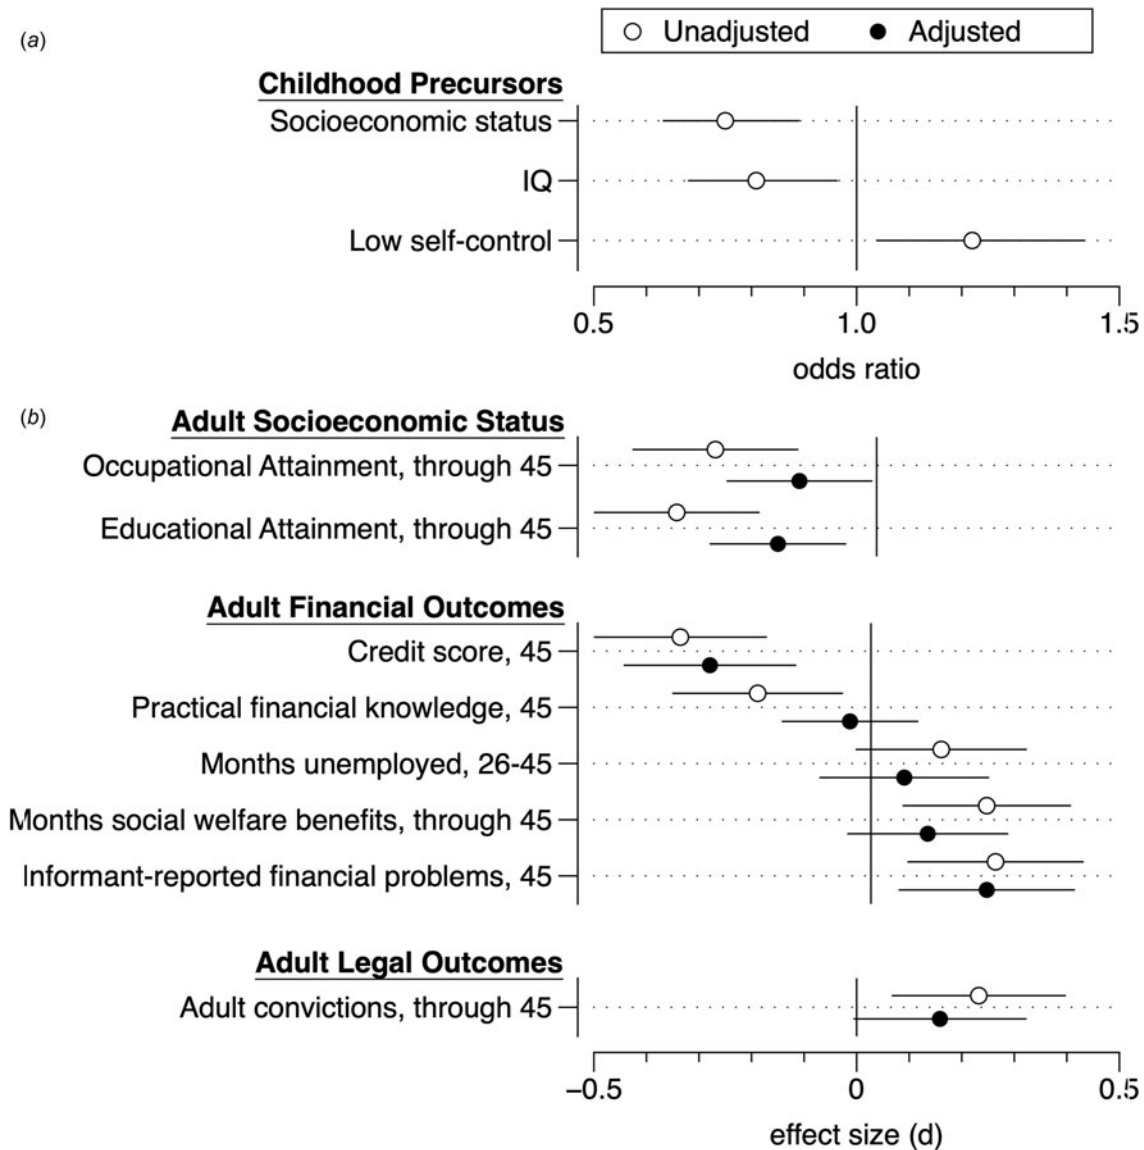 (a)
Unadjusted Adjusted
Childhood Precursors
Socioeconomic status
IQ
Low self-control
0.5 1.0 1.5
odds ratio
(b)
Adult Socioeconomic Status
Occupational Attainment, through 45
Educational Attainment, through 45
Adult Financial Outcomes
Credit score, 45
Practical financial knowledge, 45
Months unemployed, 26-45
Months social welfare benefits, through 45
Informant-reported financial problems, 45
Adult Legal Outcomes
Adult convictions, through 45
−0.5 0 0.5
effect size (d)